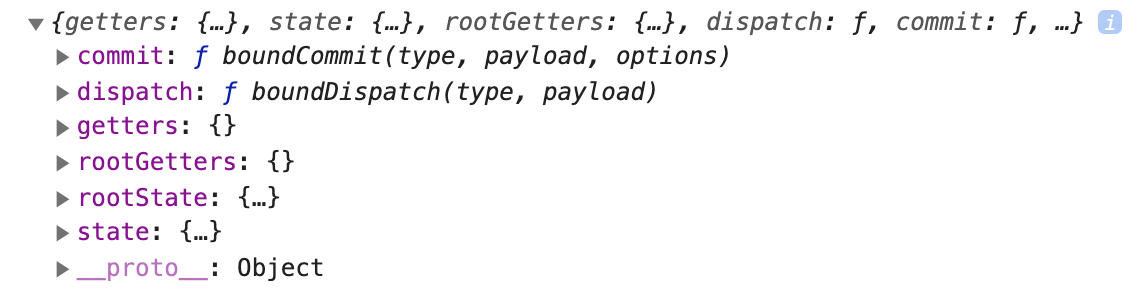 ▼{getters: {…}, state: {…}, rootGetters: {…}, dispatch: ƒ, commit: ƒ, …} i
▶commit: ƒ boundCommit(type, payload, options)
▶dispatch: ƒ boundDispatch(type, payload)
▶getters: {}
▶rootGetters: {}
▶rootState: {…}
▶state: {…}
▶__proto__: Object